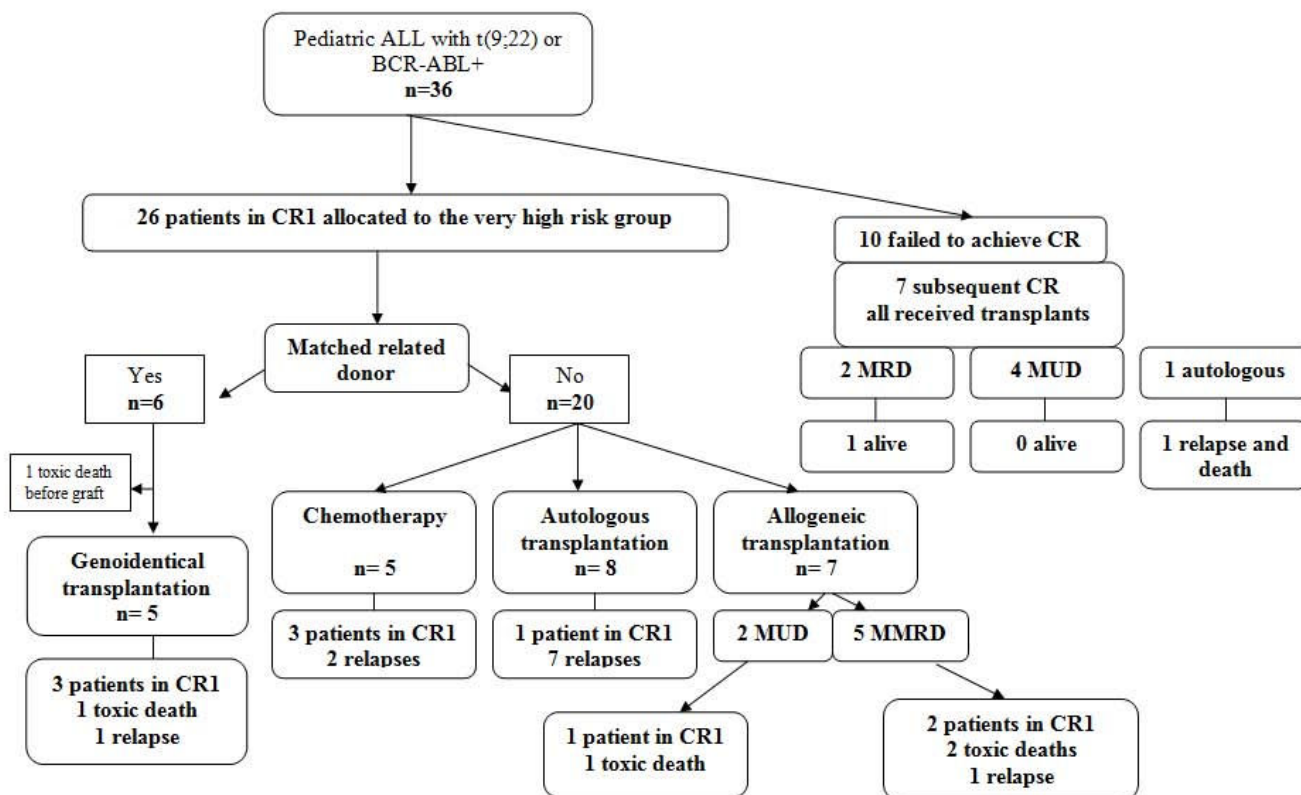 Pediatric ALL with t(9;22) or
BCR-ABL+
n=36
26 patients in CR1 allocated to the very high risk group
10 failed to achieve CR
7 subsequent CR
all received transplants
Matched related
donor
Yes
n=6
No
n=20
2 MRD
4 MUD
1 autologous
1 alive
0 alive
1 relapse and
death
1 toxic death
before graft
Genoidentical
transplantation
n= 5
3 patients in CR1
1 toxic death
1 relapse
Chemotherapy
n= 5
3 patients in CR1
2 relapses
Autologous
transplantation
n= 8
1 patient in CR1
7 relapses
Allogeneic
transplantation
n= 7
2 MUD
5 MMRD
1 patient in CR1
1 toxic death
2 patients in CR1
2 toxic deaths
1 relapse